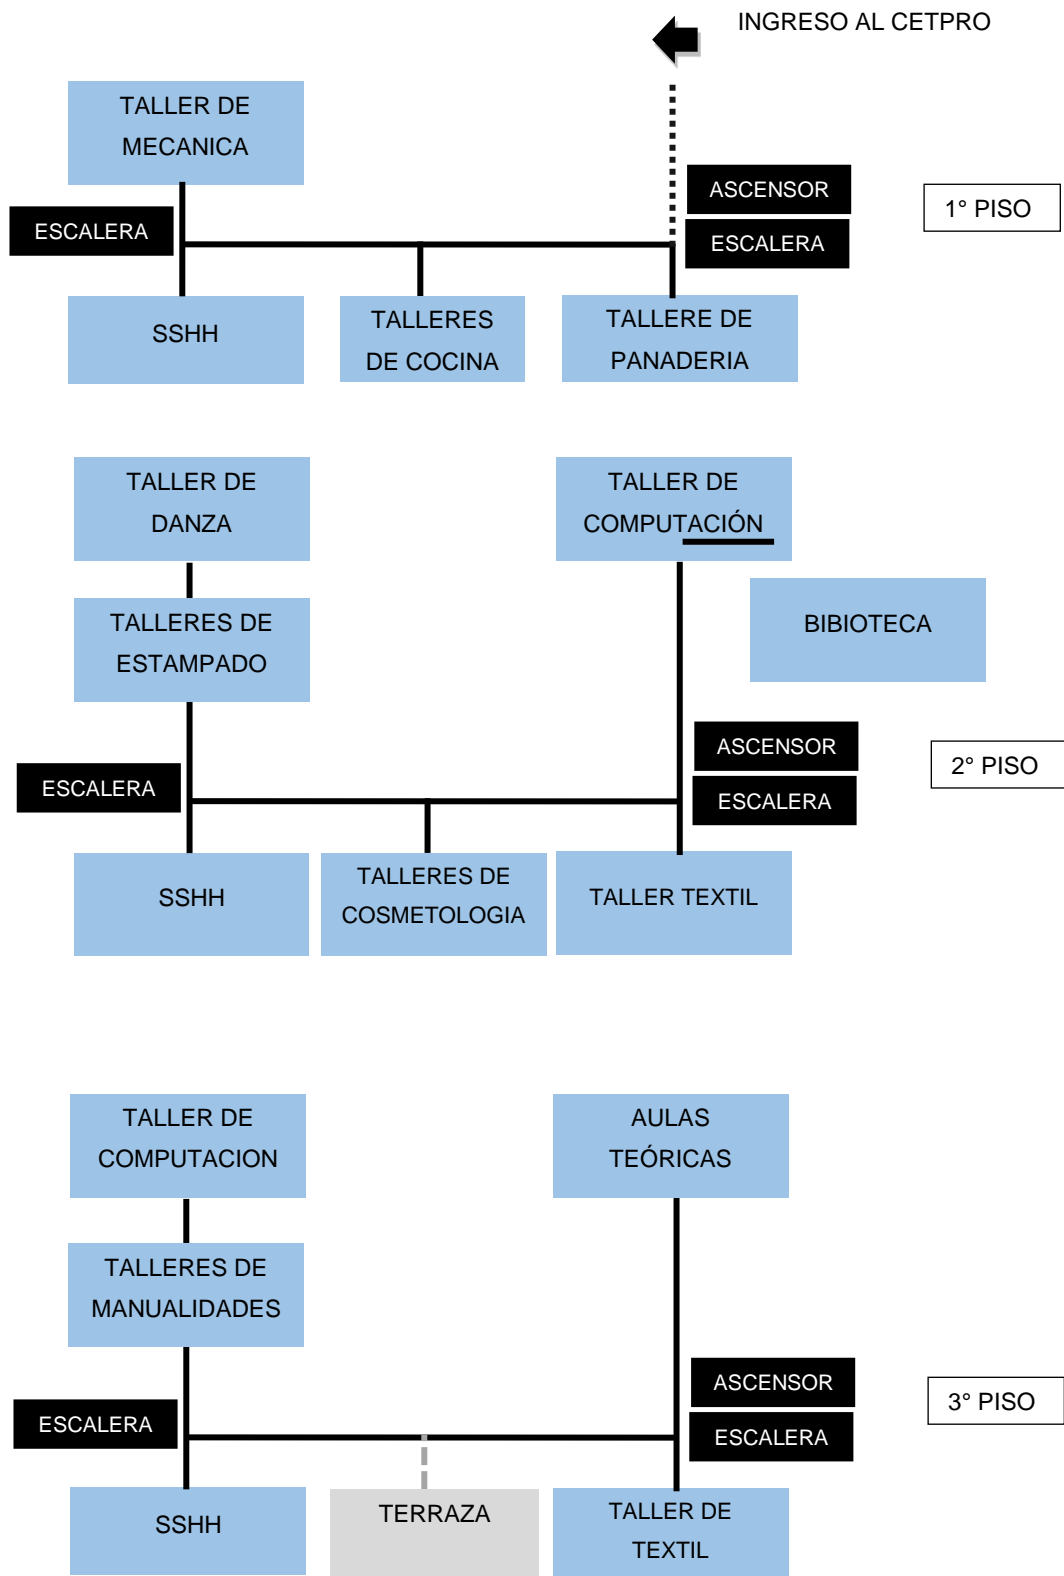 INGRESO AL CETPRO
TALLER DE
MECANICA
ASCENSOR
1° PISO
ESCALERA
ESCALERA
SSHH
TALLERES
DE COCINA
TALLERE DE
PANADERIA
TALLER DE
DANZA
TALLER DE
COMPUTACIÓN
TALLERES DE
ESTAMPADO
BIBIOTECA
ASCENSOR
2° PISO
ESCALERA
ESCALERA
SSHH
TALLERES DE
COSMETOLOGIA
TALLER TEXTIL
TALLER DE
COMPUTACION
AULAS
TEÓRICAS
TALLERES DE
MANUALIDADES
ASCENSOR
3° PISO
ESCALERA
ESCALERA
SSHH
TERRAZA
TALLER DE
TEXTIL